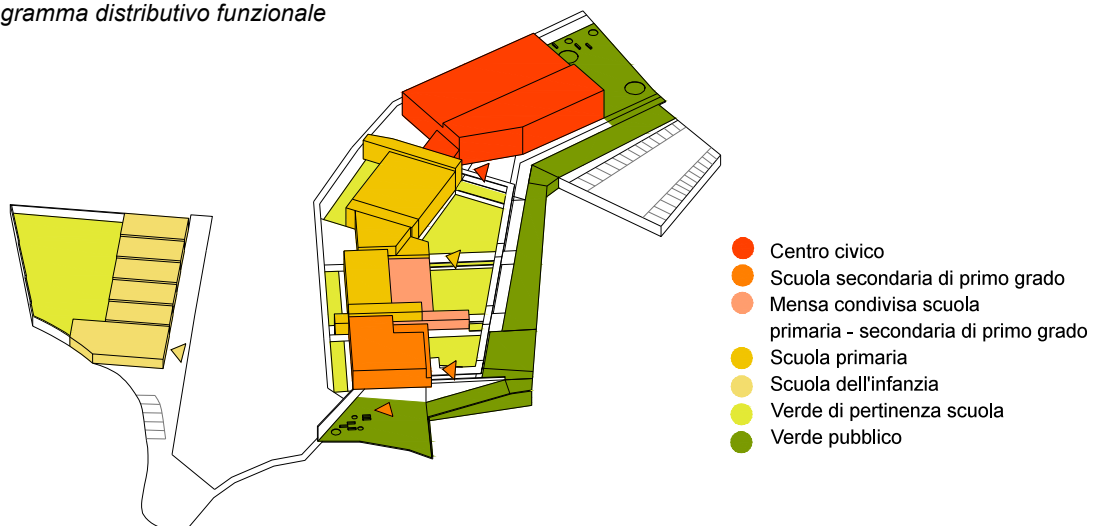 gramma distributivo funzionale
Centro civico
Scuola secondaria di primo grado
Mensa condivisa scuola
primaria - secondaria di primo grado
Scuola primaria
Scuola dell'infanzia
Verde di pertinenza scuola
Verde pubblico